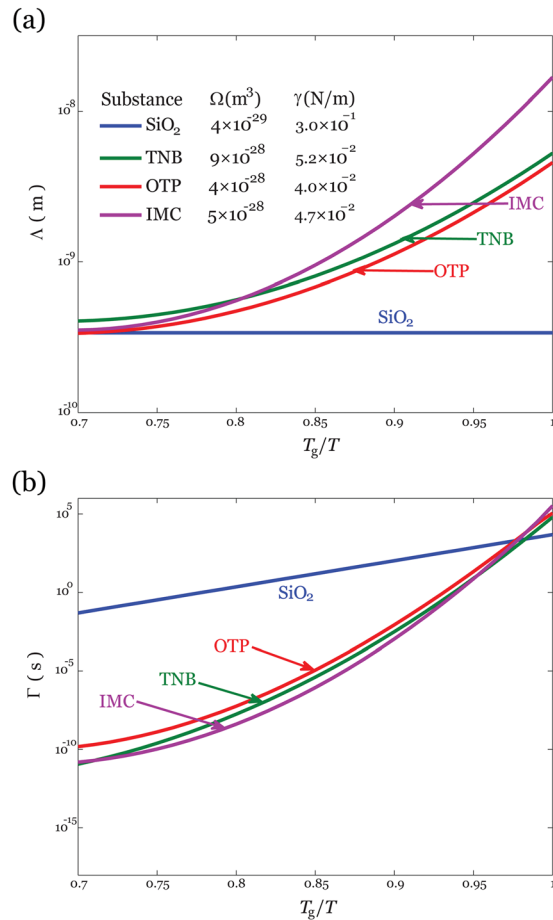 (a)
10⁻⁸
Substance Ω(m³) γ(N/m)
SiO₂ 4×10⁻²⁹ 3.0×10⁻¹
TNB 9×10⁻²⁸ 5.2×10⁻²
OTP 4×10⁻²⁸ 4.0×10⁻²
IMC 5×10⁻²⁸ 4.7×10⁻²
Λ ( m )
IMC
TNB
10⁻⁹
OTP
SiO₂
10⁻¹⁰
0.7 0.75 0.8 0.85 0.9 0.95 1
Tg/T
(b)
10⁵
10⁰
SiO₂
OTP
10⁻⁵
TNB
IMC
Γ ( s )
10⁻¹⁰
10⁻¹⁵
0.7 0.75 0.8 0.85 0.9 0.95 1
Tg/T